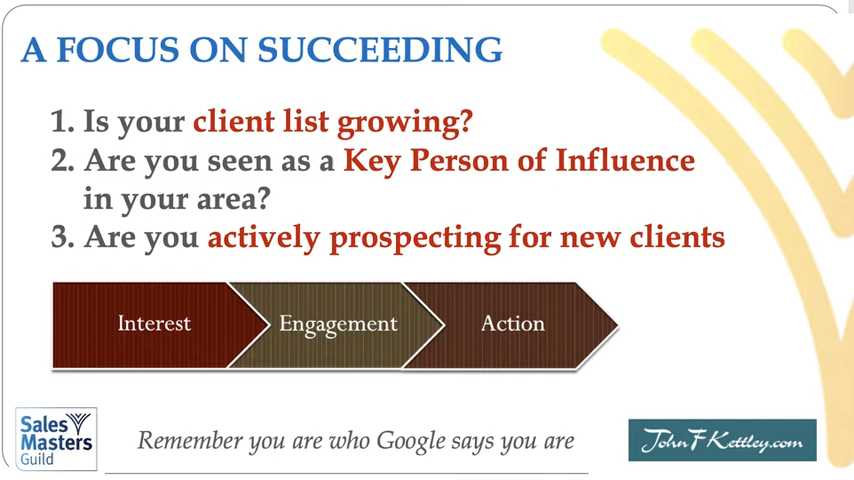 A FOCUS ON SUCCEEDING
1. Is your client list growing?
2. Are you seen as a Key Person of Influence
in your area?
3. Are you actively prospecting for new clients
Interest
Engagement
Action
Sales
Masters
Guild
Remember you are who Google says you are
JohnFKettley.com